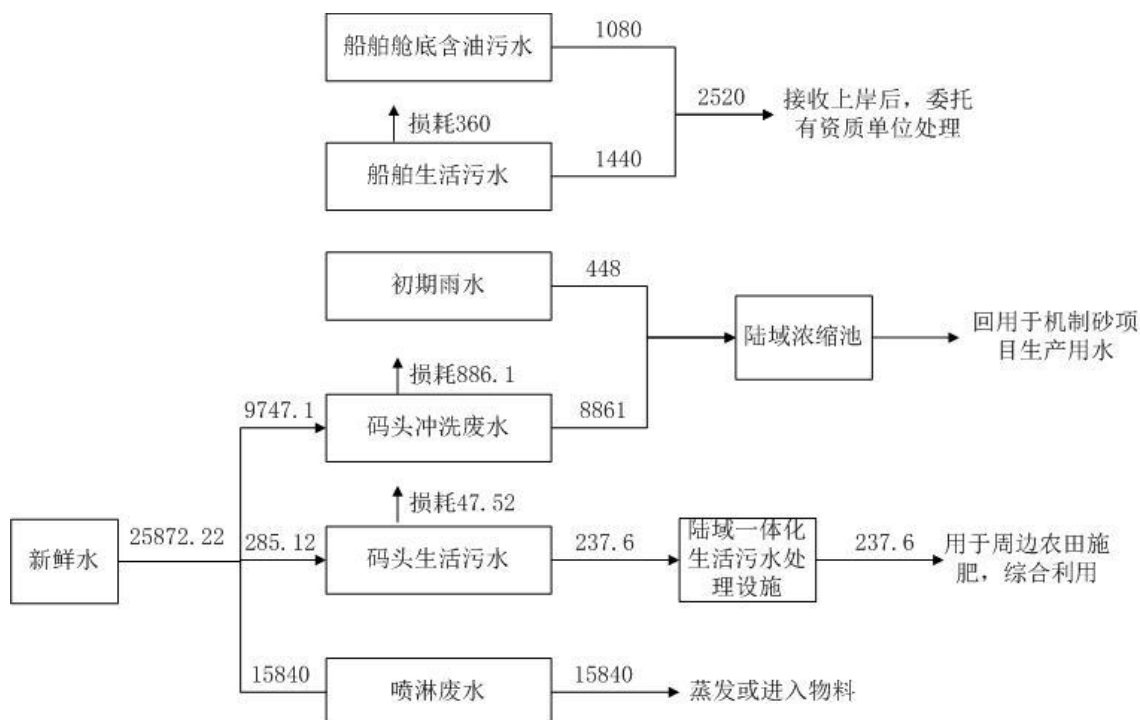 船舶舱底含油污水
1080
2520
接收上岸后，委托
有资质单位处理
损耗360
船舶生活污水
1440
初期雨水
448
陆域浓缩池
回用于机制砂项
目生产用水
损耗886.1
9747.1
码头冲洗废水
8861
损耗47.52
新鲜水
25872.22
285.12
码头生活污水
237.6
陆域一体化
生活污水处
理设施
237.6
用于周边农田施
肥，综合利用
15840
喷淋废水
15840
蒸发或进入物料